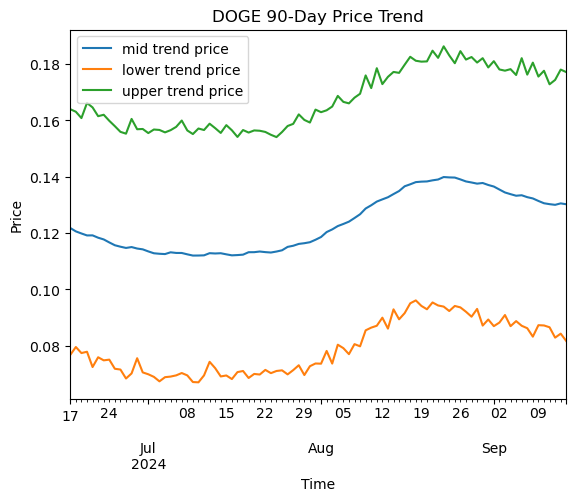 DOGE 90-Day Price Trend
mid trend price
lower trend price
upper trend price
0.18
0.16
0.14
0.12
0.10
0.08
Price
17 24 08 15 22 29 05 12 19 26 02 09
Jul Aug Sep
2024
Time